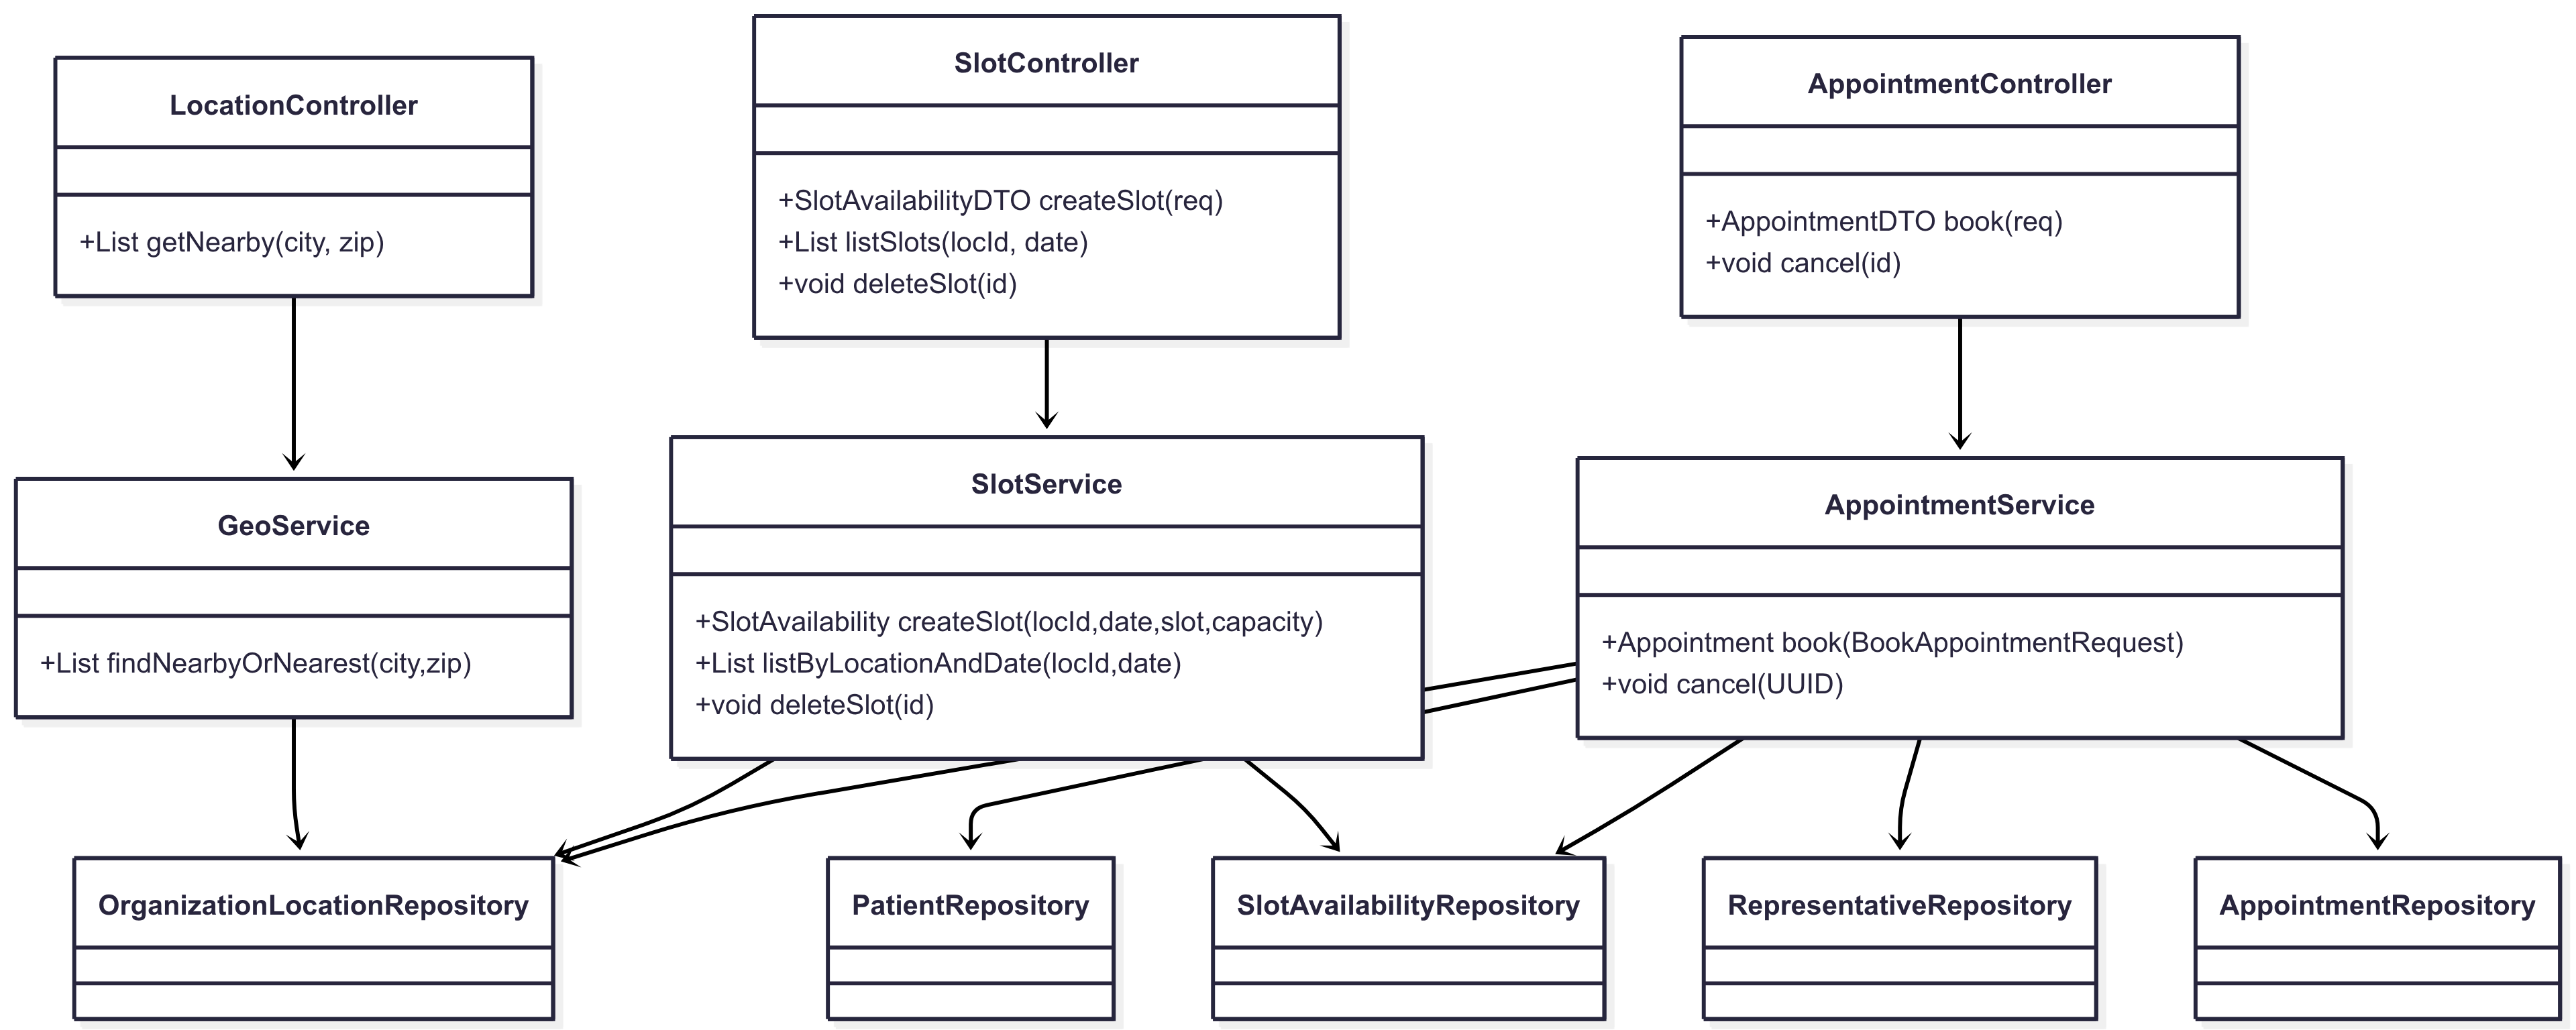 LocationController
+List getNearby(city, zip)
SlotController
+SlotAvailabilityDTO createSlot(req)
+List listSlots(locId, date)
+void deleteSlot(id)
AppointmentController
+AppointmentDTO book(req)
+void cancel(id)
GeoService
+List findNearbyOrNearest(city,zip)
SlotService
+SlotAvailability createSlot(locId,date,slot,capacity)
+List listByLocationAndDate(locId,date)
+void deleteSlot(id)
AppointmentService
+Appointment book(BookAppointmentRequest)
+void cancel(UUID)
OrganizationLocationRepository
PatientRepository
SlotAvailabilityRepository
RepresentativeRepository
AppointmentRepository